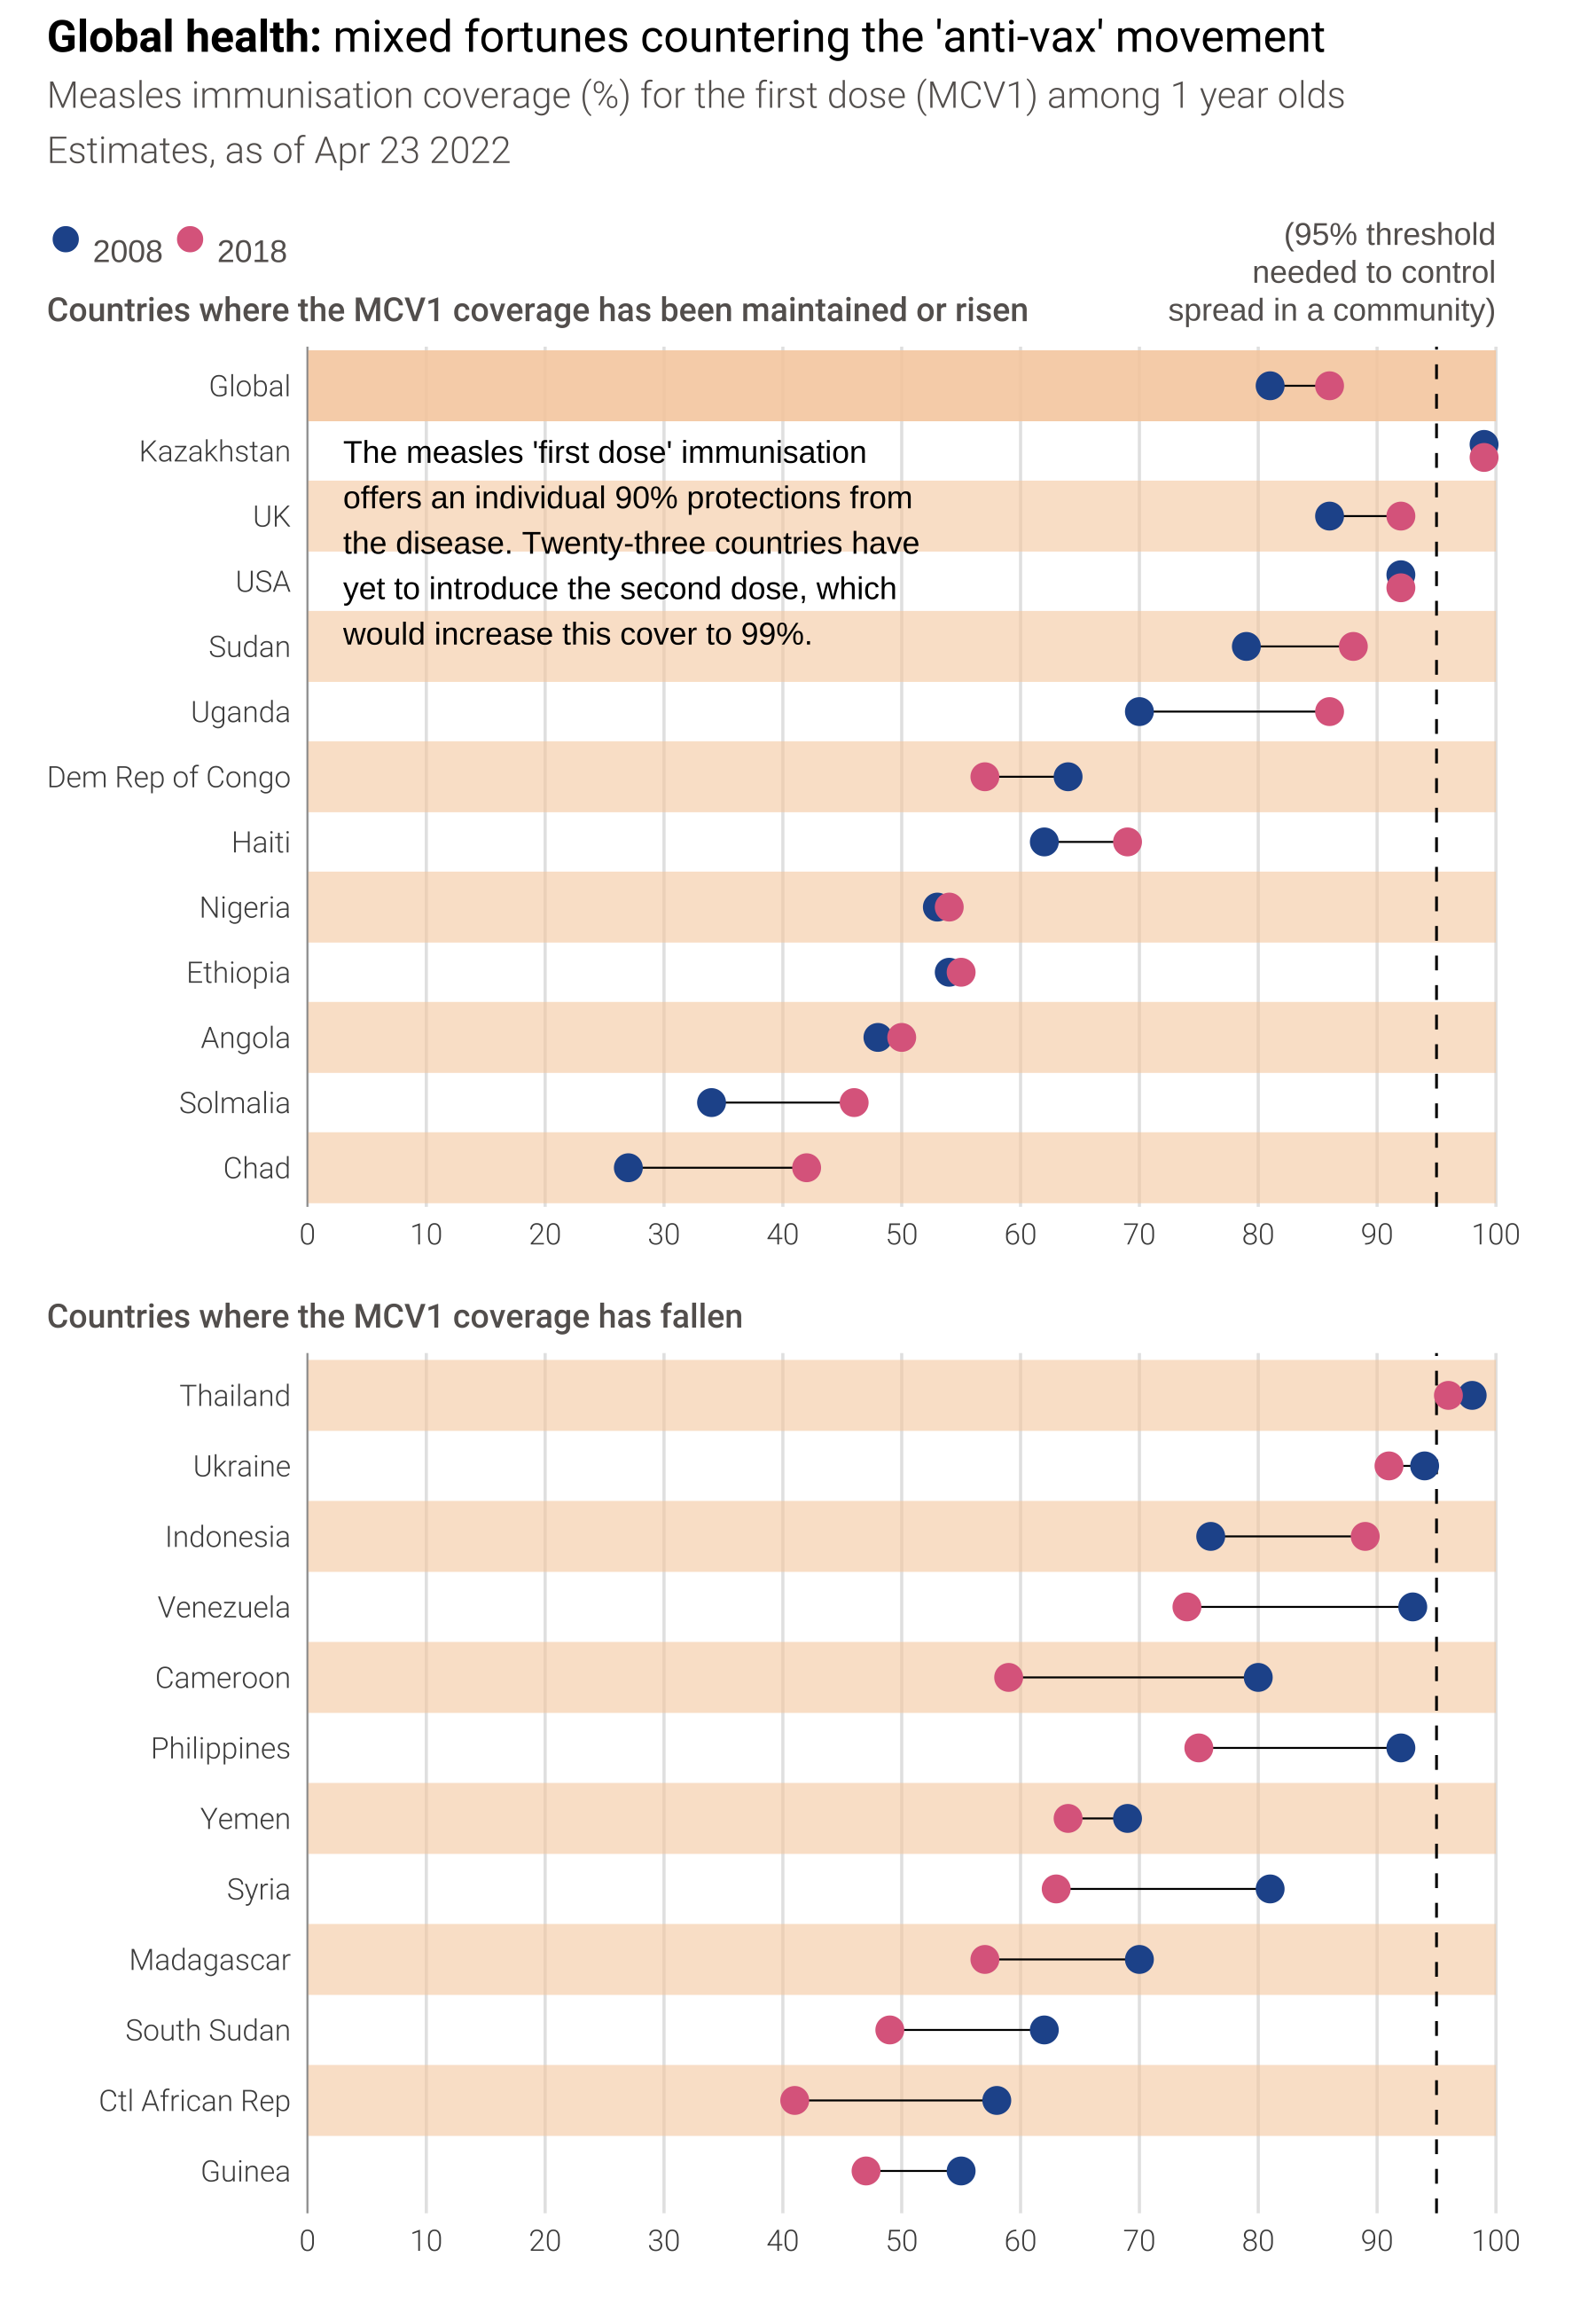 Global health: mixed fortunes countering the 'anti-vax' movement
Measles immunisation coverage (%) for the first dose (MCV1) among 1 year olds
Estimates, as of Apr 23 2022
2008 2018
(95% threshold
needed to control
spread in a community)
Countries where the MCV1 coverage has been maintained or risen
Global
Kazakhstan
UK
USA
Sudan
Uganda
Dem Rep of Congo
Haiti
Nigeria
Ethiopia
Angola
Solmalia
Chad
The measles 'first dose' immunisation
offers an individual 90% protections from
the disease. Twenty-three countries have
yet to introduce the second dose, which
would increase this cover to 99%.
0 10 20 30 40 50 60 70 80 90 100
Countries where the MCV1 coverage has fallen
Thailand
Ukraine
Indonesia
Venezuela
Cameroon
Philippines
Yemen
Syria
Madagascar
South Sudan
Ctl African Rep
Guinea
0 10 20 30 40 50 60 70 80 90 100